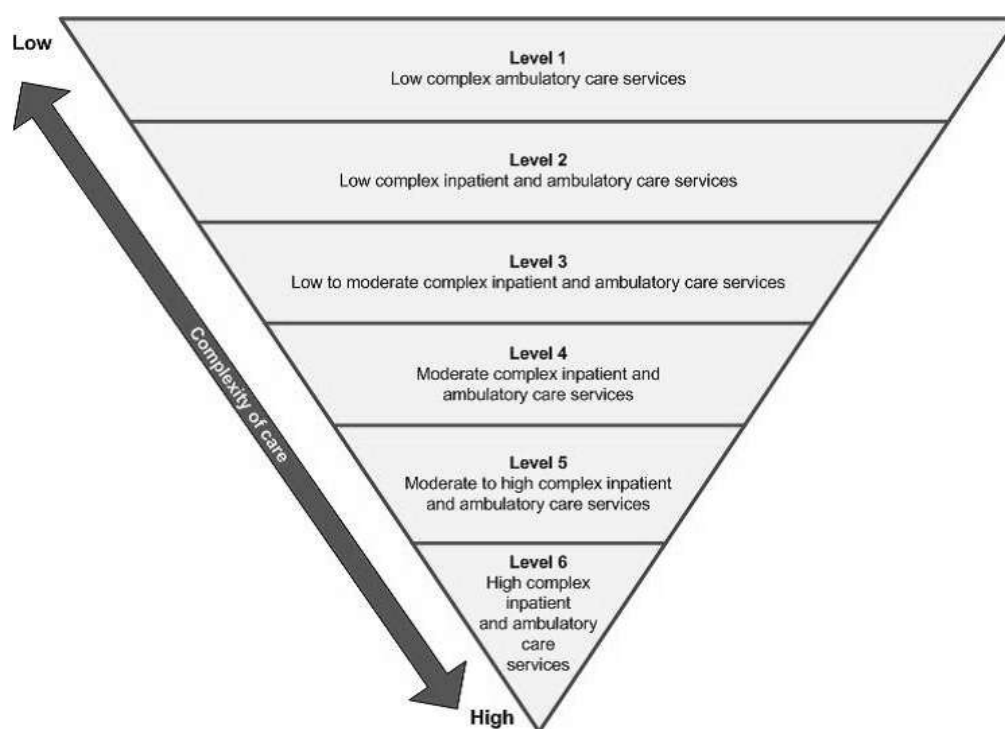 Low
Level 1
Low complex ambulatory care services
Level 2
Low complex inpatient and ambulatory care services
Level 3
Low to moderate complex inpatient and ambulatory care services
Level 4
Moderate complex inpatient and
ambulatory care services
Complexity of care
Level 5
Moderate to high complex inpatient
and ambulatory care services
Level 6
High complex
inpatient
and ambulatory
care
services
High